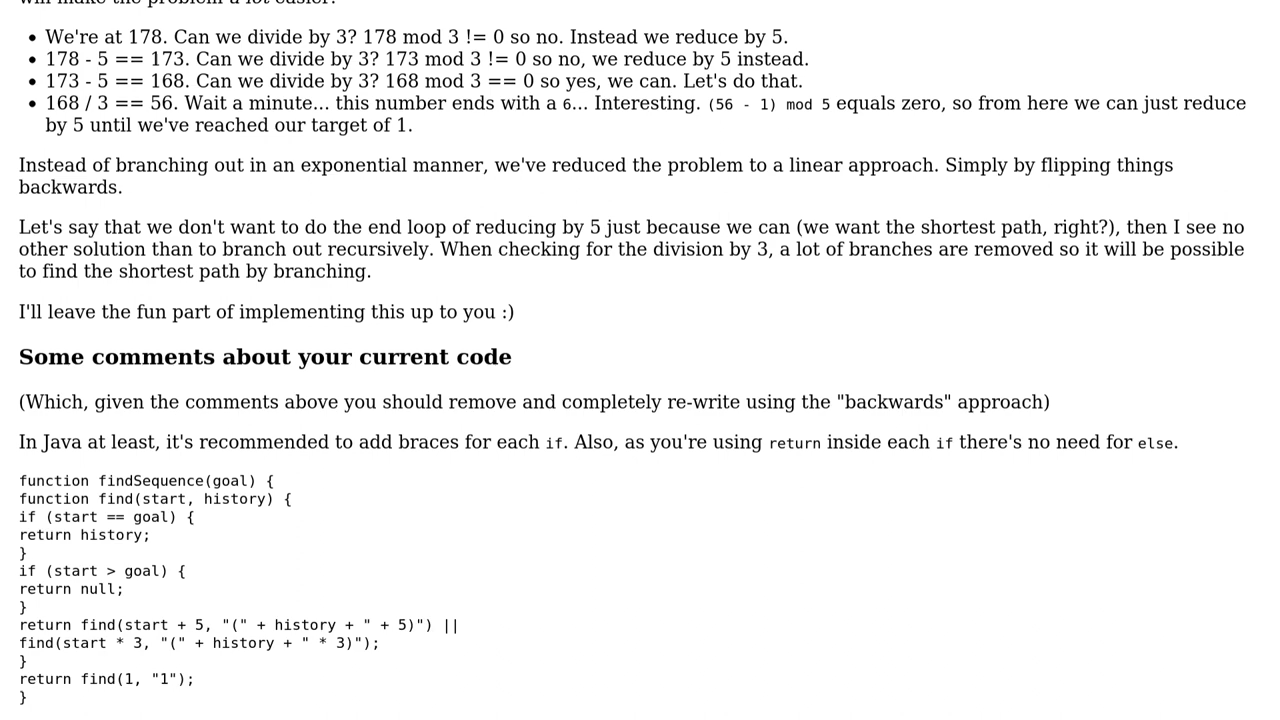 will make the problem a lot easier.
We're at 178. Can we divide by 3? 178 mod 3 != 0 so no. Instead we reduce by 5.
178 - 5 == 173. Can we divide by 3? 173 mod 3 != 0 so no, we reduce by 5 instead.
173 - 5 == 168. Can we divide by 3? 168 mod 3 == 0 so yes, we can. Let's do that.
168 / 3 == 56. Wait a minute... this number ends with a 6... Interesting. (56 - 1) mod 5 equals zero, so from here we can just reduce
by 5 until we've reached our target of 1.
Instead of branching out in an exponential manner, we've reduced the problem to a linear approach. Simply by flipping things
backwards.
Let's say that we don't want to do the end loop of reducing by 5 just because we can (we want the shortest path, right?), then I see no
other solution than to branch out recursively. When checking for the division by 3, a lot of branches are removed so it will be possible
to find the shortest path by branching.
I'll leave the fun part of implementing this up to you :)
Some comments about your current code
(Which, given the comments above you should remove and completely re-write using the "backwards" approach)
In Java at least, it's recommended to add braces for each if. Also, as you're using return inside each if there's no need for else.
function findSequence(goal) {
function find(start, history) {
if (start == goal) {
return history;
}
if (start > goal) {
return null;
}
return find(start + 5, "(" + history + " + 5)") ||
find(start * 3, "(" + history + " * 3)");
}
return find(1, "1");
}